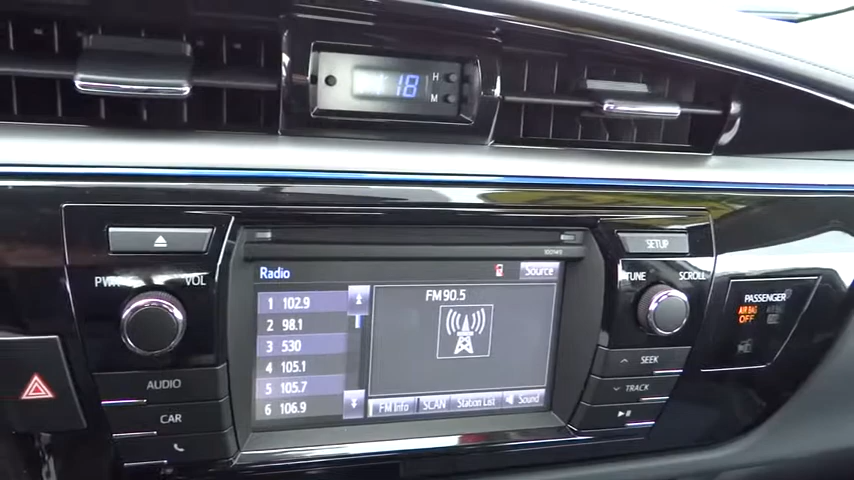 18
H
M
SETUP
PWR
VOL
Radio
Source
TUNE
SCROLL
1 102.9
2 98.1
3 530
4 105.1
5 105.7
6 106.9
FM 90.5
PASSENGER
AIR BAG
OFF
AUDIO
CAR
SEEK
TRACK
FM Info
SCAN
Station List
Sound